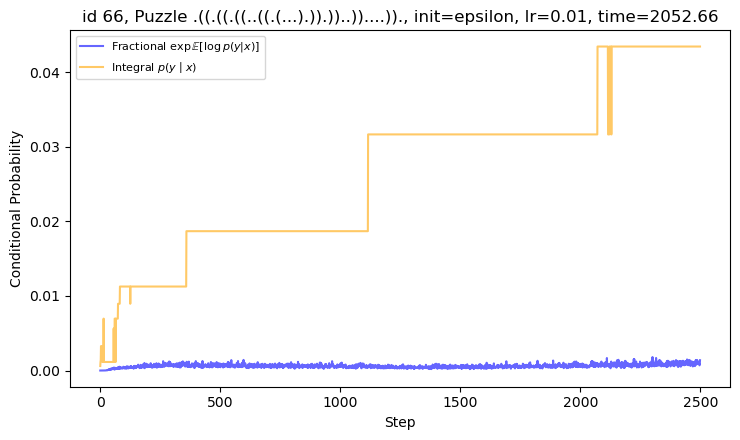 id 66, Puzzle .((.((.((..((.(...).)).))..))....))., init=epsilon, lr=0.01, time=2052.66
Fractional exp𝔼[log p(y|x)]
Integral p(y | x)
Conditional Probability
0.04
0.03
0.02
0.01
0.00
0
500
1000
1500
2000
2500
Step